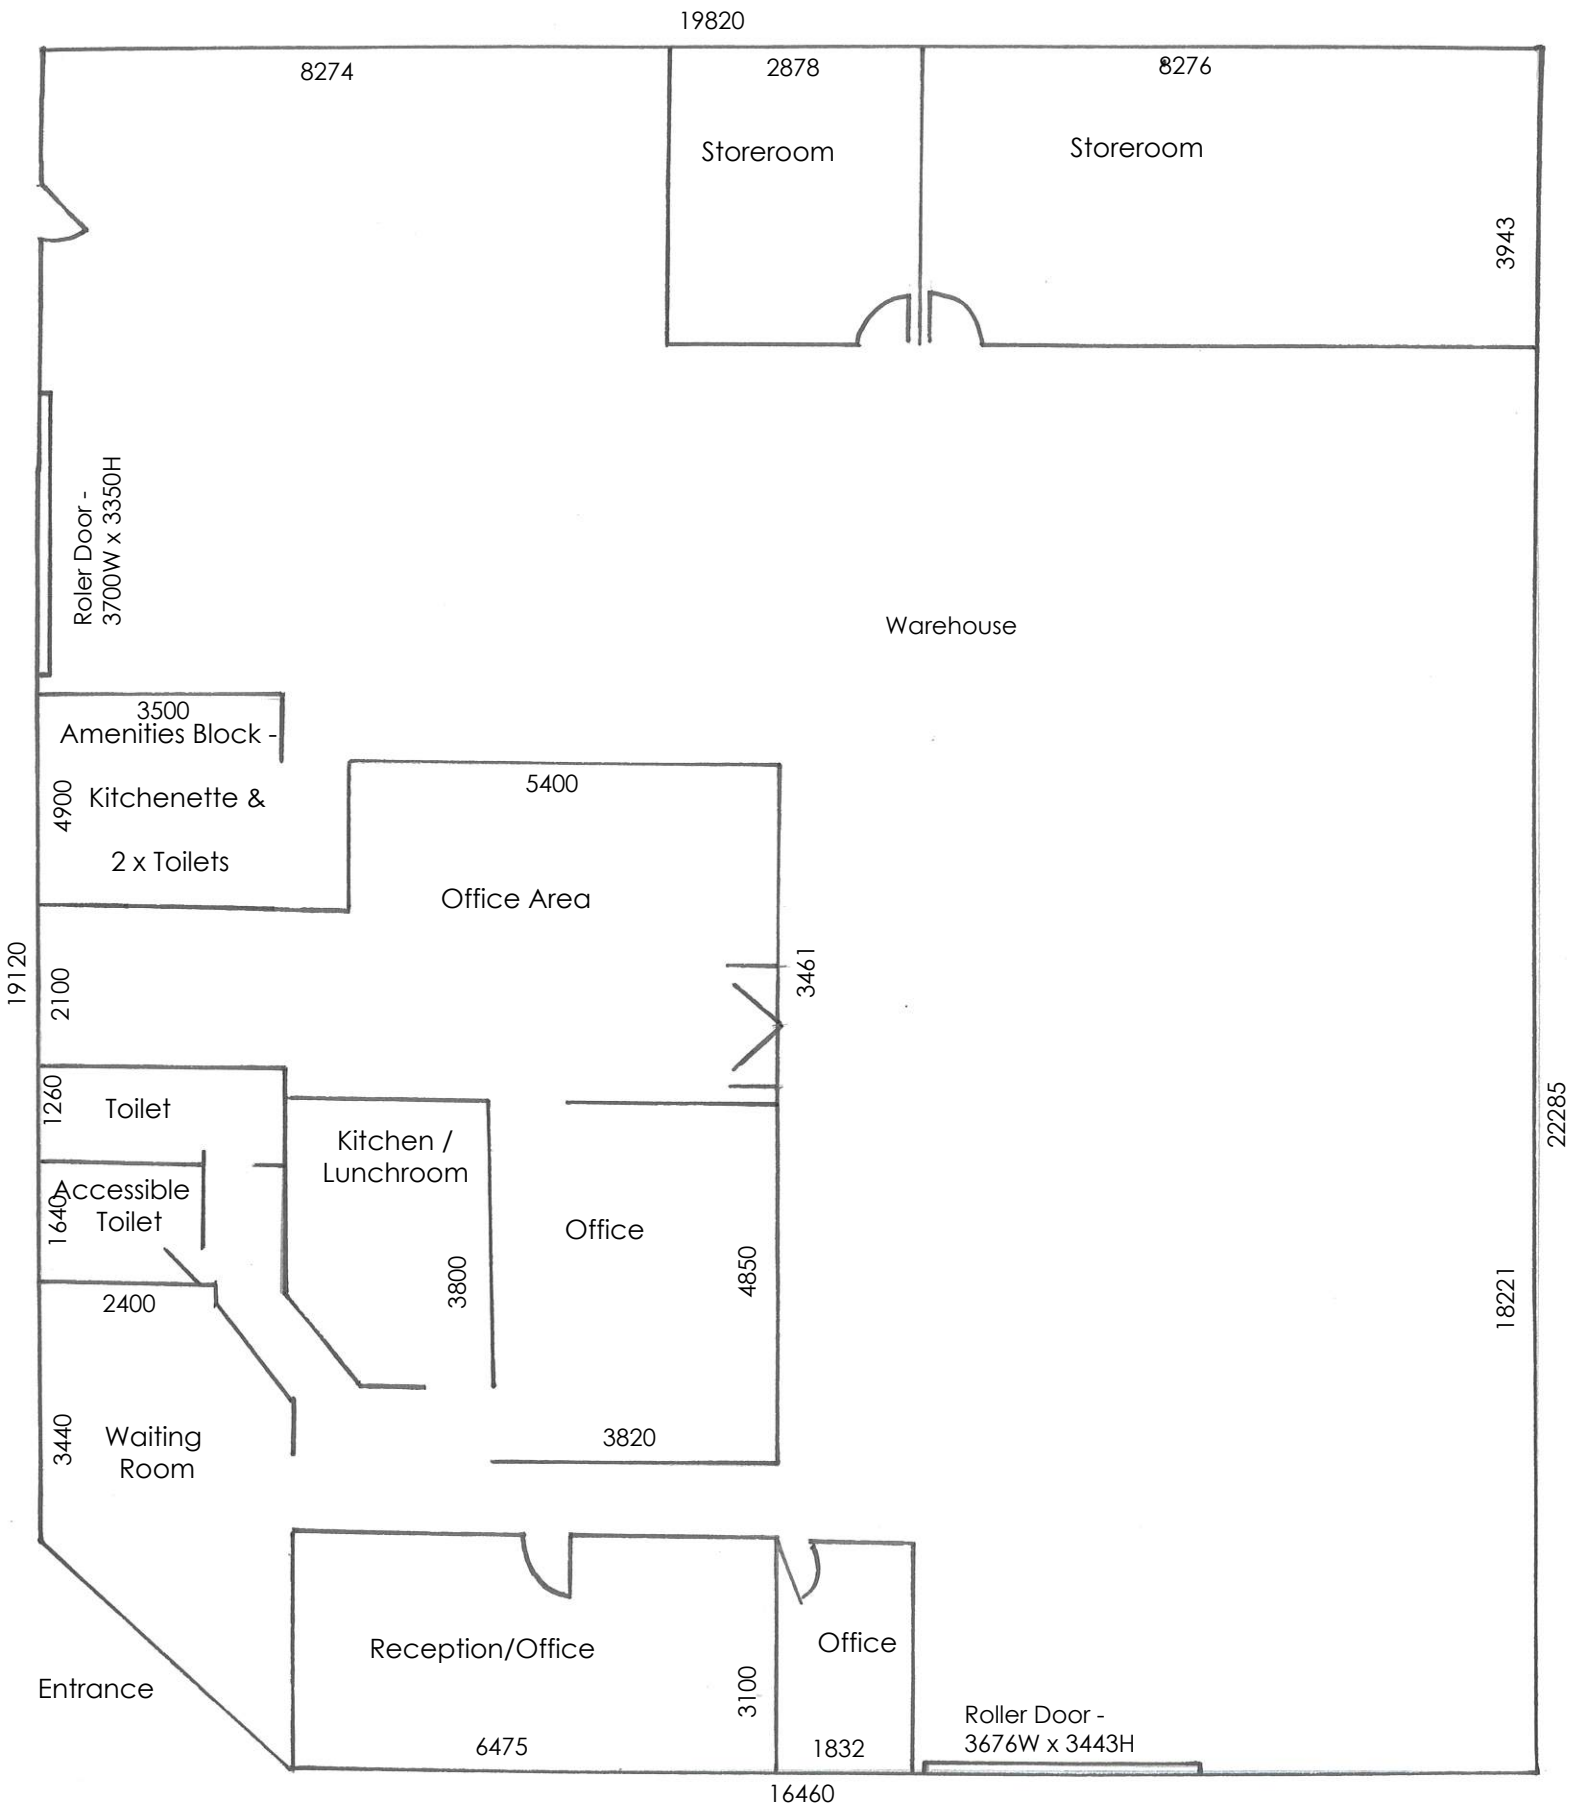 19820
8274
2878
8276
Storeroom
Storeroom
3943
Roler Door -
3700W x 3350H
Warehouse
3500
Amenities Block -
4900
Kitchenette &
2 x Toilets
5400
Office Area
19120
2100
3461
1260
Toilet
Kitchen /
Lunchroom
22285
1640
Accessible
Toilet
Office
3800
4850
18221
2400
3440
Waiting
Room
3820
Reception/Office
Office
Entrance
3100
6475
1832
Roller Door -
3676W x 3443H
16460